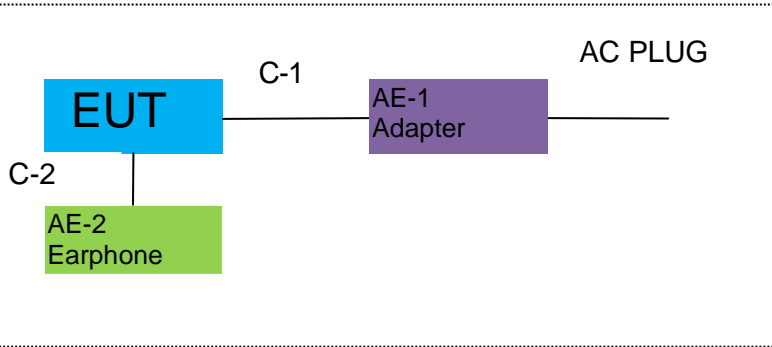 AC PLUG
C-1
EUT
AE-1
Adapter
C-2
AE-2
Earphone